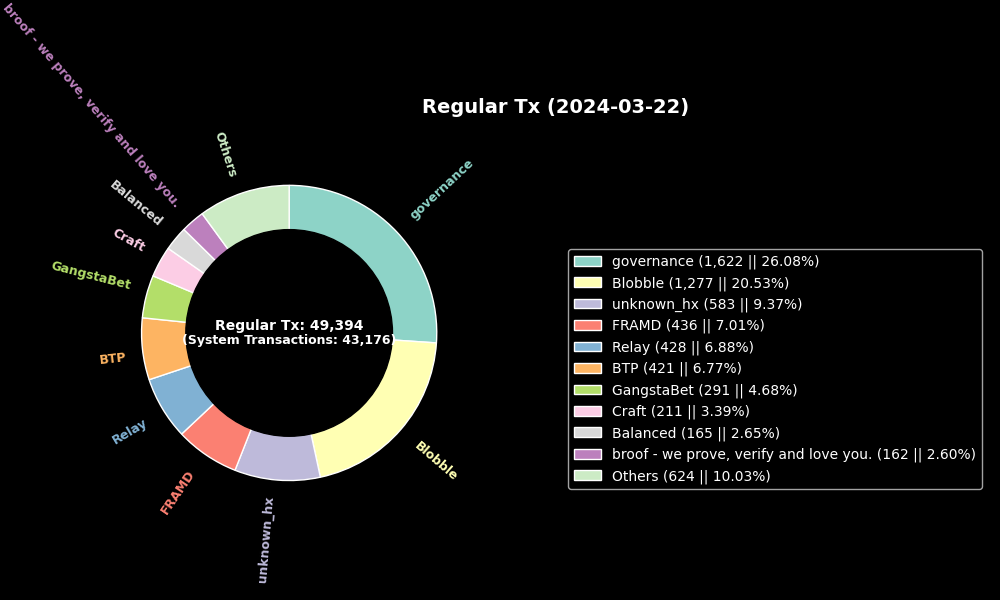 Regular Tx (2024-03-22)
broof - we prove, verify and love you.
Others
governance
Balanced
Craft
GangstaBet
BTP
Relay
FRAMD
unknown_hx
Blobble
Regular Tx: 49,394
(System Transactions: 43,176)
governance (1,622 || 26.08%)
Blobble (1,277 || 20.53%)
unknown_hx (583 || 9.37%)
FRAMD (436 || 7.01%)
Relay (428 || 6.88%)
BTP (421 || 6.77%)
GangstaBet (291 || 4.68%)
Craft (211 || 3.39%)
Balanced (165 || 2.65%)
broof - we prove, verify and love you. (162 || 2.60%)
Others (624 || 10.03%)